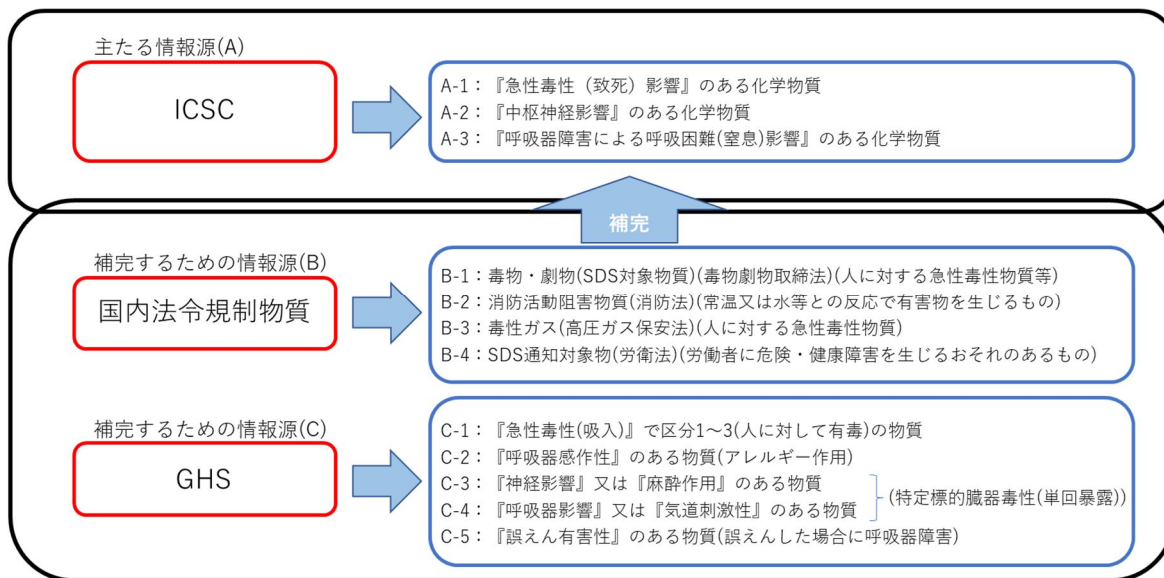 主たる情報源(A)
ICSC
A-1：『急性毒性（致死）影響』のある化学物質
A-2：『中枢神経影響』のある化学物質
A-3：『呼吸器障害による呼吸困難(窒息)影響』のある化学物質
補完
補完するための情報源(B)
国内法令規制物質
B-1：毒物・劇物(SDS対象物質)(毒物劇物取締法)(人に対する急性毒性物質等)
B-2：消防活動阻害物質(消防法)(常温又は水等との反応で有害物を生じるもの)
B-3：毒性ガス(高圧ガス保安法)(人に対する急性毒性物質)
B-4：SDS通知対象物(労衛法)(労働者に危険・健康障害を生じるおそれのあるもの)
補完するための情報源(C)
GHS
C-1：『急性毒性(吸入)』で区分1～3(人に対して有毒)の物質
C-2：『呼吸器感作性』のある物質(アレルギー作用)
C-3：『神経影響』又は『麻酔作用』のある物質
C-4：『呼吸器影響』又は『気道刺激性』のある物質
(特定標的臓器毒性(単回暴露))
C-5：『誤えん有害性』のある物質(誤えんした場合に呼吸器障害)